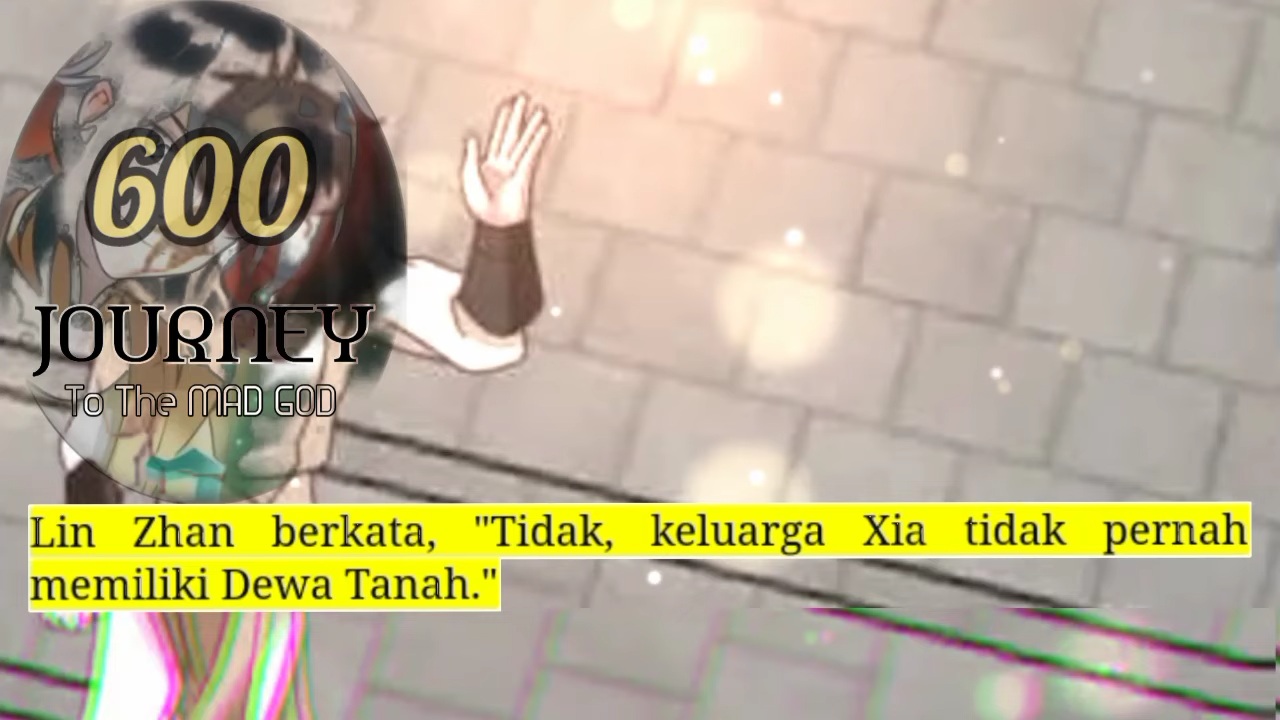 600
JOURNEY
To The MAD GOD
Lin Zhan berkata, "Tidak, keluarga Xia tidak pernah
memiliki Dewa Tanah."